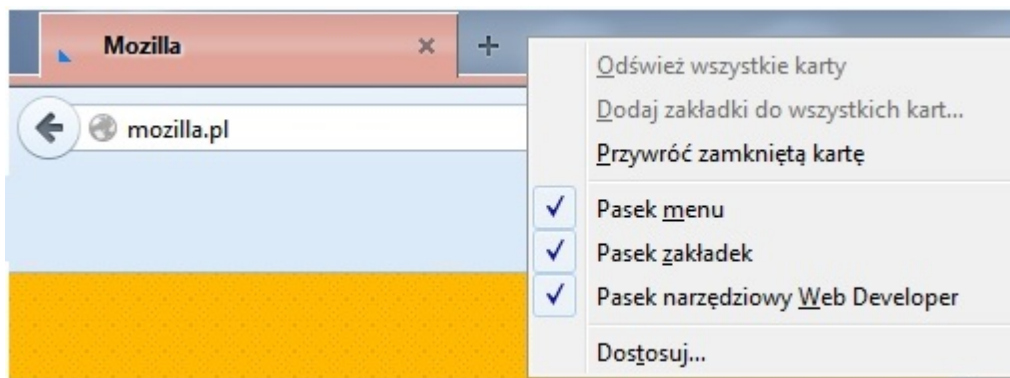 Mozilla
Odśwież wszystkie karty
Dodaj zakładki do wszystkich kart...
mozilla.pl
Przywróć zamkniętą kartę
Pasek menu
Pasek zakładek
Pasek narzędziowy Web Developer
Dostosuj...